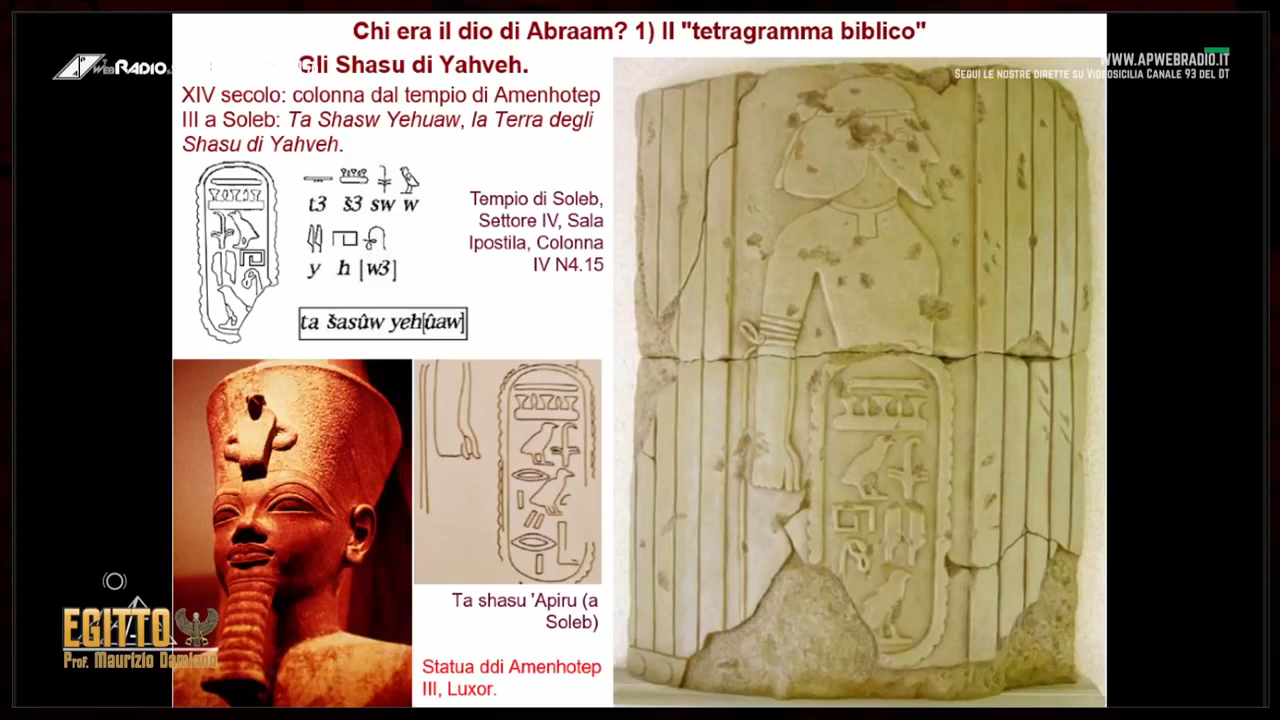 Chi era il dio di Abraam? 1) Il "tetragramma biblico"
Gli Shasu di Yahveh.
XIV secolo: colonna dal tempio di Amenhotep
III a Soleb: Ta Shasw Yehuaw, la Terra degli
Shasu di Yahveh.
t3 š3 sw w
y h [w3]
ta šasûw yeh[ûaw]
Tempio di Soleb,
Settore IV, Sala
Ipostila, Colonna
IV N4.15
Ta shasu 'Apiru (a
Soleb)
Statua ddi Amenhotep
III, Luxor.
WEB RADIO
WWW.APWEBRADIO.IT
Segui le nostre dirette su Videosicilia Canale 93 del DT
EGITTO
Prof. Maurizio Damiano